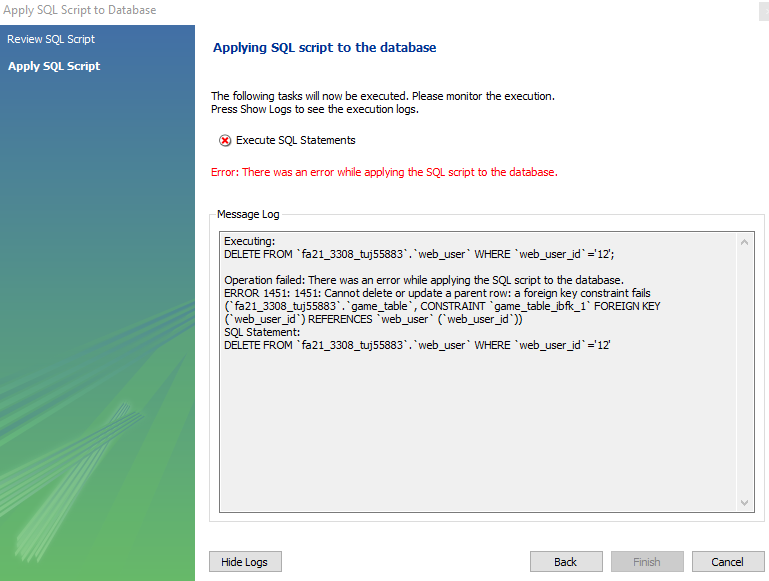 Apply SQL Script to Database
Review SQL Script
Apply SQL Script
Applying SQL script to the database
The following tasks will now be executed. Please monitor the execution.
Press Show Logs to see the execution logs.
Execute SQL Statements
Error: There was an error while applying the SQL script to the database.
Message Log
Executing:
DELETE FROM `fa21_3308_tuj55883`.`web_user` WHERE `web_user_id`='12';
Operation failed: There was an error while applying the SQL script to the database.
ERROR 1451: 1451: Cannot delete or update a parent row: a foreign key constraint fails
(`fa21_3308_tuj55883`.`game_table`, CONSTRAINT `game_table_ibfk_1` FOREIGN KEY
(`web_user_id`) REFERENCES `web_user` (`web_user_id`))
SQL Statement:
DELETE FROM `fa21_3308_tuj55883`.`web_user` WHERE `web_user_id`='12'
Hide Logs
Back
Finish
Cancel